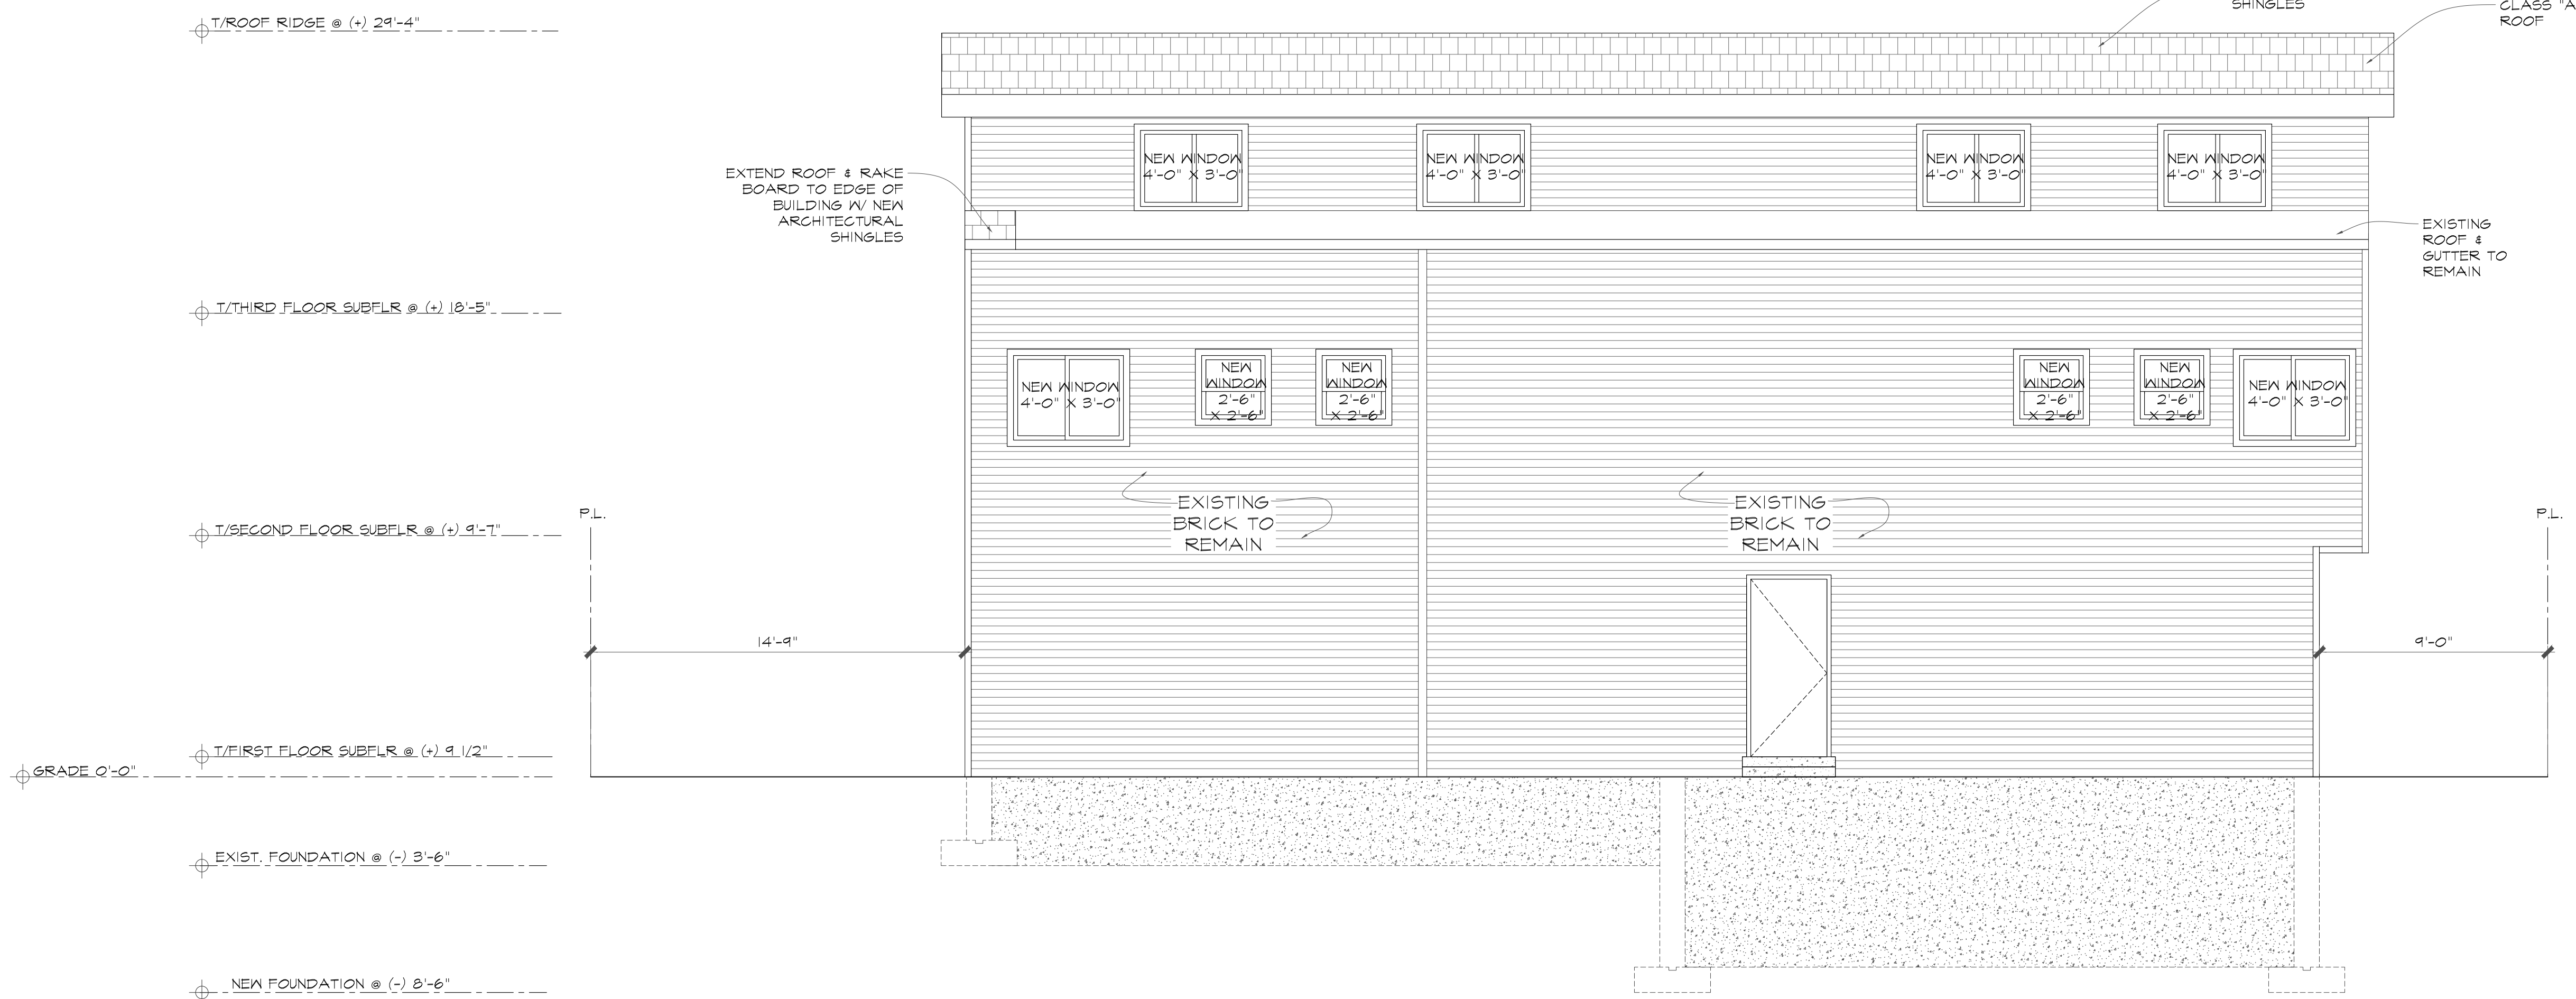 T/ROOF RIDGE @ (+) 29'-4"
SHINGLES
CLASS "A
ROOF
NEW WINDOW
4'-0" X 3'-0"
NEW WINDOW
4'-0" X 3'-0"
NEW WINDOW
4'-0" X 3'-0"
NEW WINDOW
4'-0" X 3'-0"
EXTEND ROOF & RAKE
BOARD TO EDGE OF
BUILDING W/ NEW
ARCHITECTURAL
SHINGLES
EXISTING
ROOF &
GUTTER TO
REMAIN
T/THIRD FLOOR SUBFLR @ (+) 18'-5"
NEW WINDOW
4'-0" X 3'-0"
NEW
WINDOW
2'-6"
X 2'-6"
NEW
WINDOW
2'-6"
X 2'-6"
NEW
WINDOW
2'-6"
X 2'-6"
NEW
WINDOW
2'-6"
X 2'-6"
NEW WINDOW
4'-0" X 3'-0"
T/SECOND FLOOR SUBFLR @ (+) 9'-7"
P.L.
EXISTING
BRICK TO
REMAIN
EXISTING
BRICK TO
REMAIN
P.L.
14'-9"
9'-0"
T/FIRST FLOOR SUBFLR @ (+) 9 1/2"
GRADE 0'-0"
EXIST. FOUNDATION @ (-) 3'-6"
NEW FOUNDATION @ (-) 8'-6"